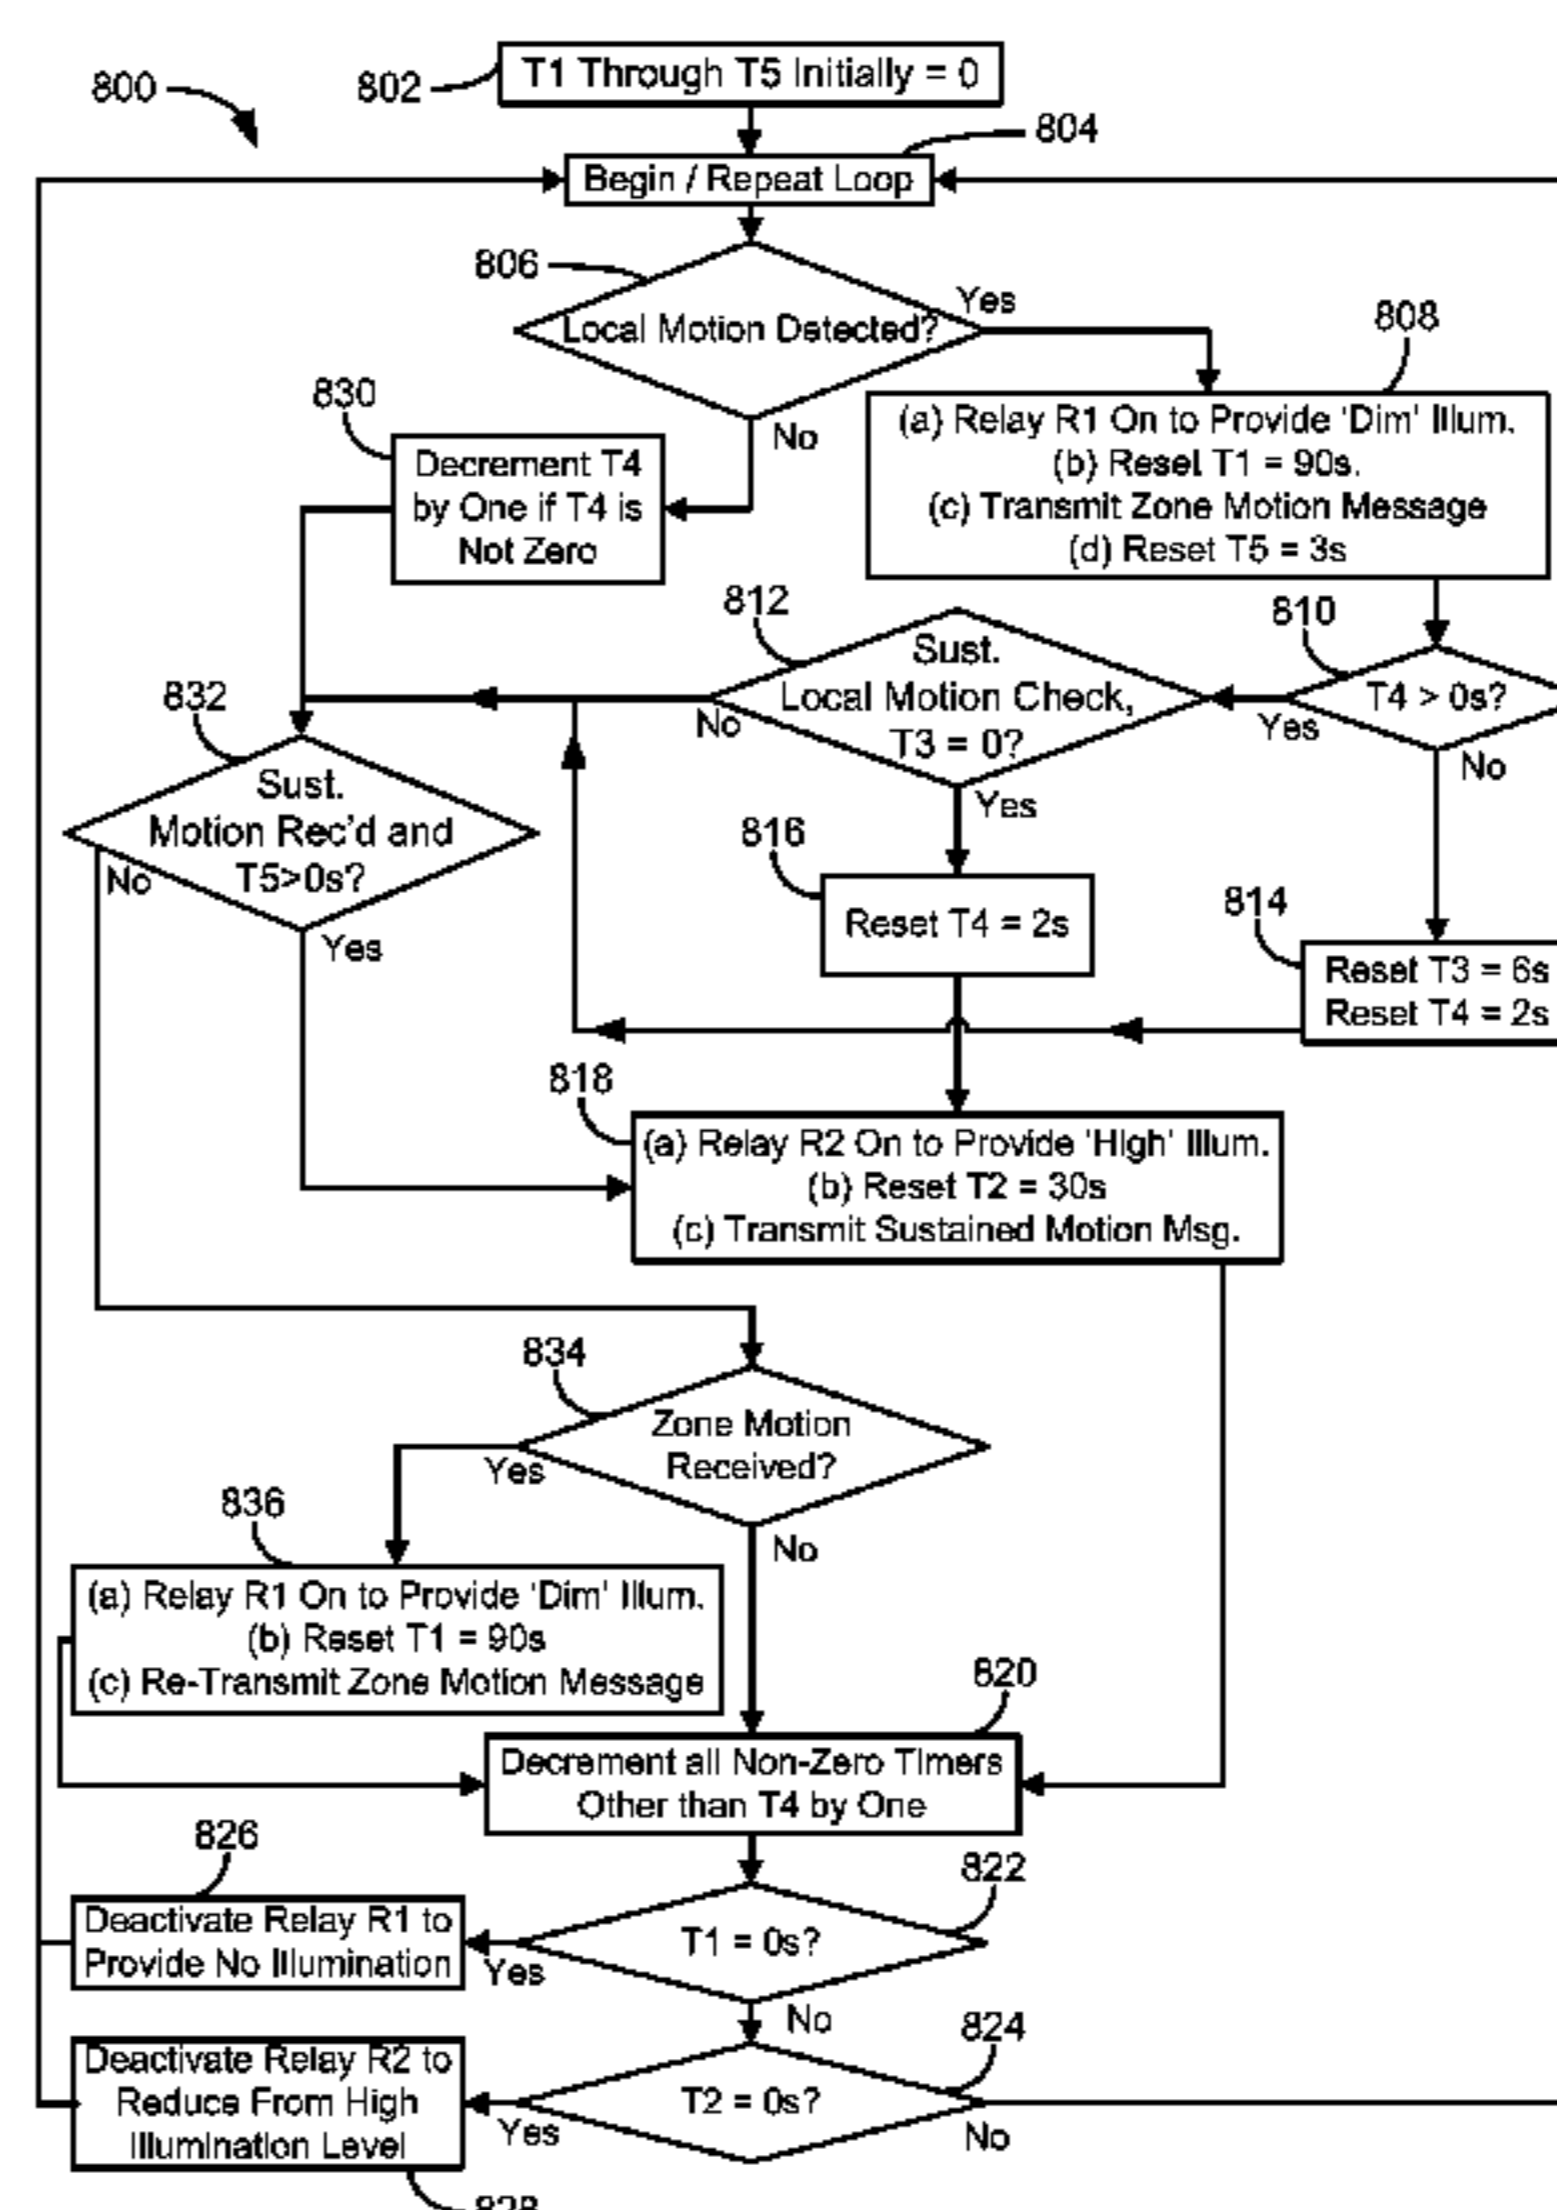 800
802
T1 Through T5 Initially = 0
804
Begin / Repeat Loop
806
Local Motion Detected?
Yes
No
808
(a) Relay R1 On to Provide 'Dim' Illum.
(b) Reset T1 = 90s.
(c) Transmit Zone Motion Message
(d) Reset T5 = 3s
830
Decrement T4
by One if T4 is
Not Zero
812
Sust.
Local Motion Check,
T3 = 0?
No
Yes
810
T4 > 0s?
Yes
No
832
Sust.
Motion Rec'd and
T5>0s?
No
Yes
816
Reset T4 = 2s
814
Reset T3 = 6s
Reset T4 = 2s
818
(a) Relay R2 On to Provide 'High' Illum.
(b) Reset T2 = 30s
(c) Transmit Sustained Motion Msg.
834
Zone Motion
Received?
Yes
No
836
(a) Relay R1 On to Provide 'Dim' Illum.
(b) Reset T1 = 90s
(c) Re-Transmit Zone Motion Message
820
Decrement all Non-Zero Timers
Other than T4 by One
826
Deactivate Relay R1 to
Provide No Illumination
822
T1 = 0s?
Yes
No
824
T2 = 0s?
Yes
No
Deactivate Relay R2 to
Reduce From High
Illumination Level
828